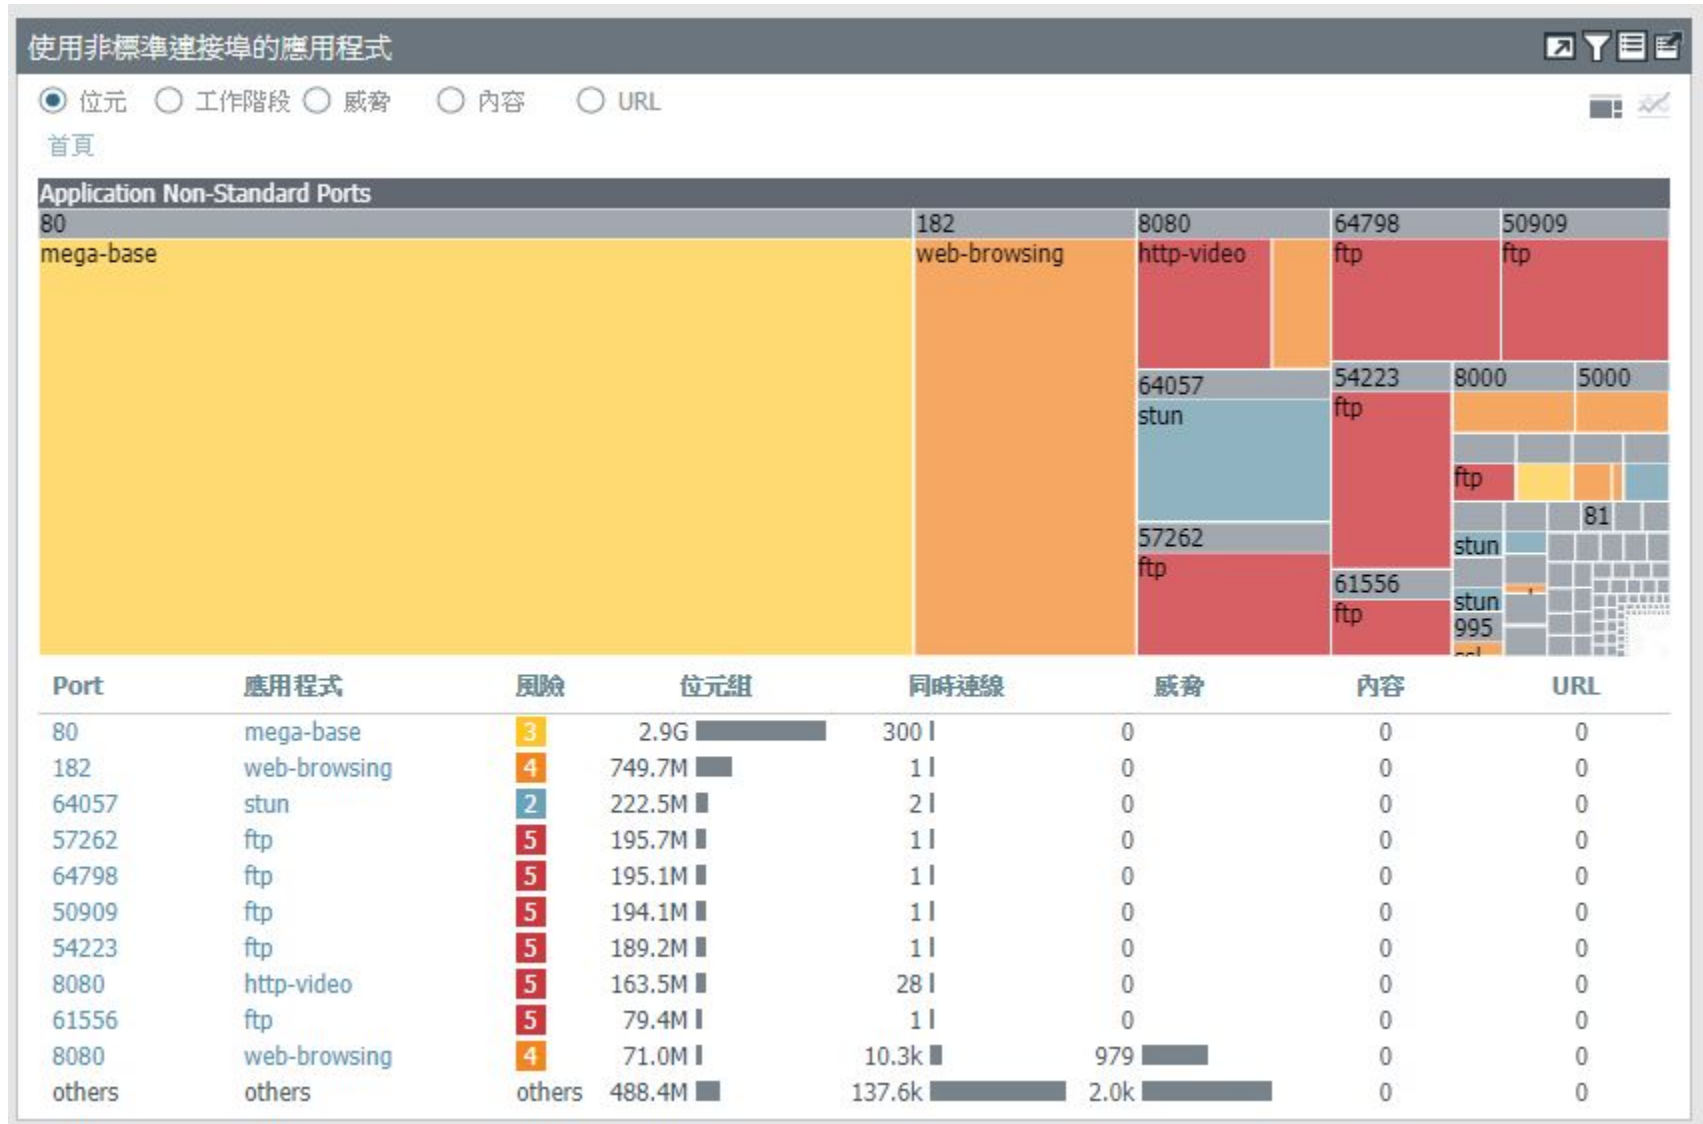 使用非標準連接埠的應用程式
位元 工作階段 威脅 內容 URL
首頁
Application Non-Standard Ports
80 182 8080 64798 50909
mega-base web-browsing http-video ftp ftp
64057 54223 8000 5000
stun ftp
ftp
81
57262 stun
ftp 61556 stun
ftp 995
ssl
Port 應用程式 風險 位元組 同時連線 威脅 內容 URL
80 mega-base 3 2.9G 300 0 0 0
182 web-browsing 4 749.7M 1 0 0 0
64057 stun 2 222.5M 2 0 0 0
57262 ftp 5 195.7M 1 0 0 0
64798 ftp 5 195.1M 1 0 0 0
50909 ftp 5 194.1M 1 0 0 0
54223 ftp 5 189.2M 1 0 0 0
8080 http-video 5 163.5M 28 0 0 0
61556 ftp 5 79.4M 1 0 0 0
8080 web-browsing 4 71.0M 10.3k 979 0 0
others others others 488.4M 137.6k 2.0k 0 0